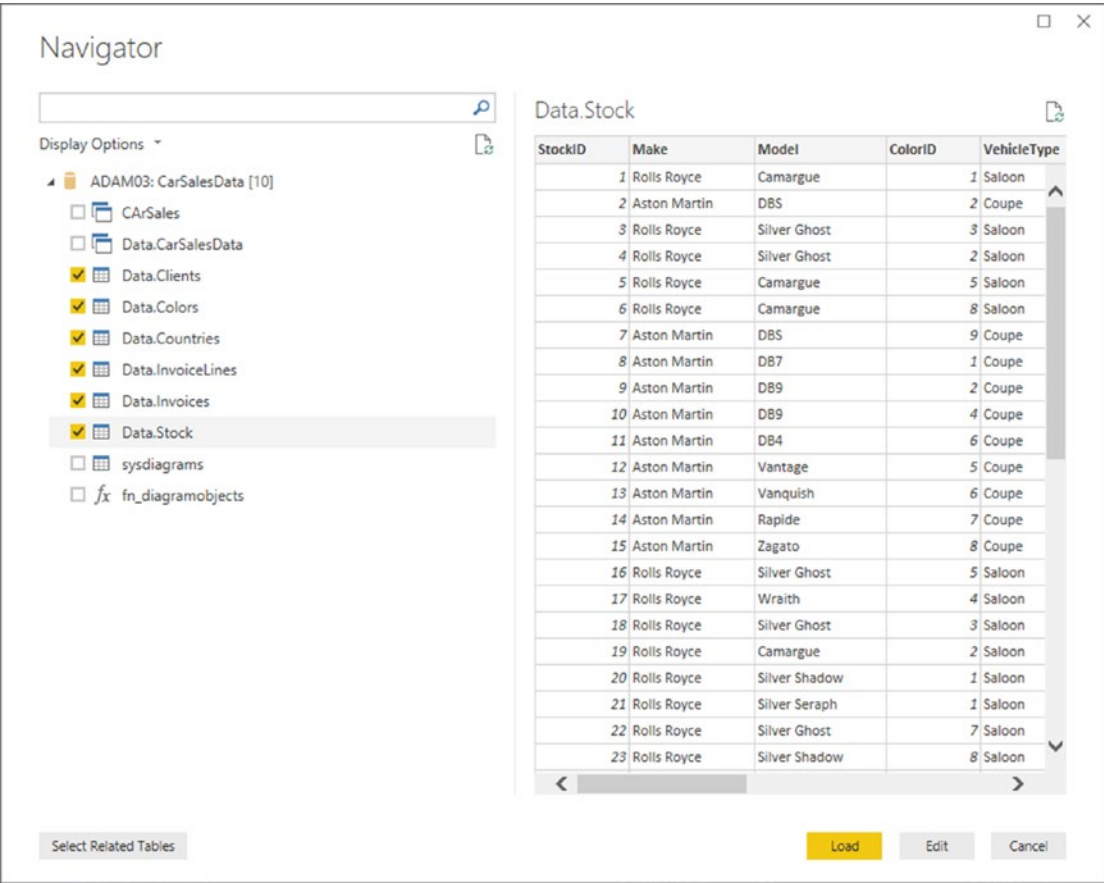 Navigator
Display Options
ADAM03: CarSalesData [10]
CArSales
Data.CarSalesData
Data.Clients
Data.Colors
Data.Countries
Data.InvoiceLines
Data.Invoices
Data.Stock
sysdiagrams
fx fn_diagramobjects
Select Related Tables
Data.Stock
StockID Make Model ColorID VehicleType
1 Rolls Royce Camargue 1 Saloon
2 Aston Martin DBS 2 Coupe
3 Rolls Royce Silver Ghost 3 Saloon
4 Rolls Royce Silver Ghost 2 Saloon
5 Rolls Royce Camargue 5 Saloon
6 Rolls Royce Camargue 8 Saloon
7 Aston Martin DBS 9 Coupe
8 Aston Martin DB7 1 Coupe
9 Aston Martin DB9 2 Coupe
10 Aston Martin DB9 4 Coupe
11 Aston Martin DB4 6 Coupe
12 Aston Martin Vantage 5 Coupe
13 Aston Martin Vanquish 6 Coupe
14 Aston Martin Rapide 7 Coupe
15 Aston Martin Zagato 8 Coupe
16 Rolls Royce Silver Ghost 5 Saloon
17 Rolls Royce Wraith 4 Saloon
18 Rolls Royce Silver Ghost 3 Saloon
19 Rolls Royce Camargue 2 Saloon
20 Rolls Royce Silver Shadow 1 Saloon
21 Rolls Royce Silver Seraph 1 Saloon
22 Rolls Royce Silver Ghost 7 Saloon
23 Rolls Royce Silver Shadow 8 Saloon
Load Edit Cancel